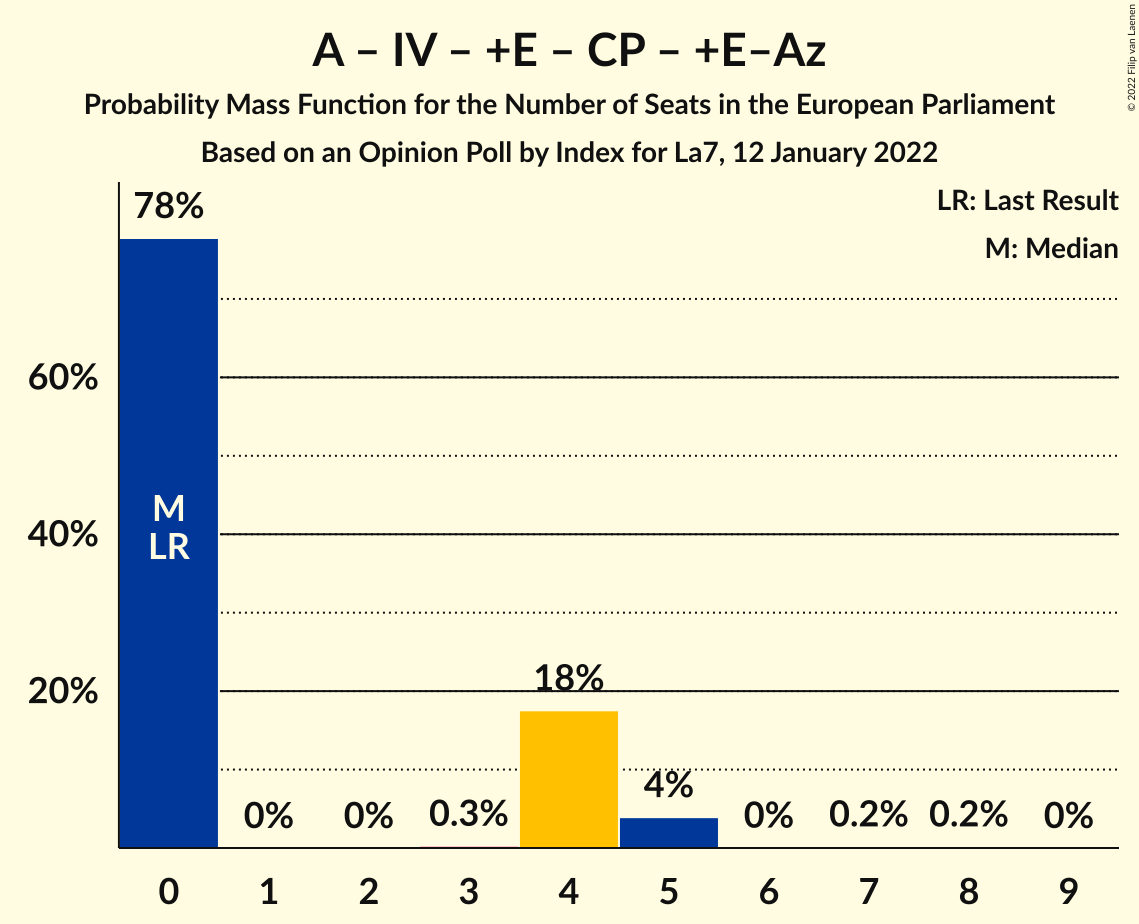 A – IV – +E – CP – +E–Az
Probability Mass Function for the Number of Seats in the European Parliament
Based on an Opinion Poll by Index for La7, 12 January 2022
© 2022 Filip van Laenen
LR: Last Result
M: Median
78%
60%
40%
20%
M
LR
0%
0%
0.3%
18%
4%
0%
0.2%
0.2%
0%
0 1 2 3 4 5 6 7 8 9